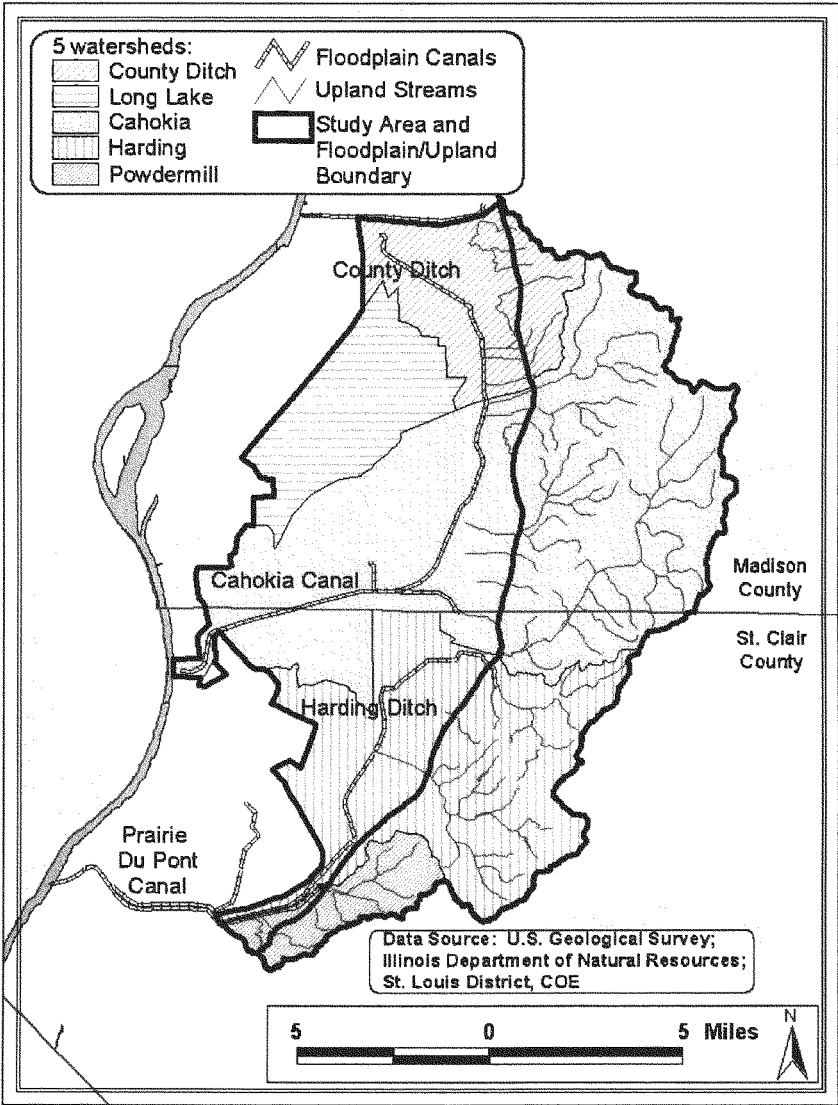 5 watersheds:
County Ditch
Long Lake
Cahokia
Harding
Powdermill
Floodplain Canals
Upland Streams
Study Area and
Floodplain/Upland
Boundary
County Ditch
Cahokia Canal
Madison
County
St. Clair
County
Harding Ditch
Prairie
Du Pont
Canal
Data Source: U.S. Geological Survey;
Illinois Department of Natural Resources;
St. Louis District, COE
5 0 5 Miles
N